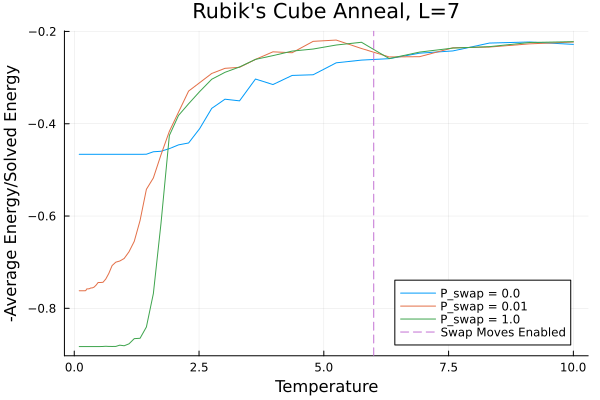 Rubik's Cube Anneal, L=7
-Average Energy/Solved Energy
−0.2
−0.4
−0.6
−0.8
0.0
2.5
5.0
7.5
10.0
Temperature
P_swap = 0.0
P_swap = 0.01
P_swap = 1.0
Swap Moves Enabled